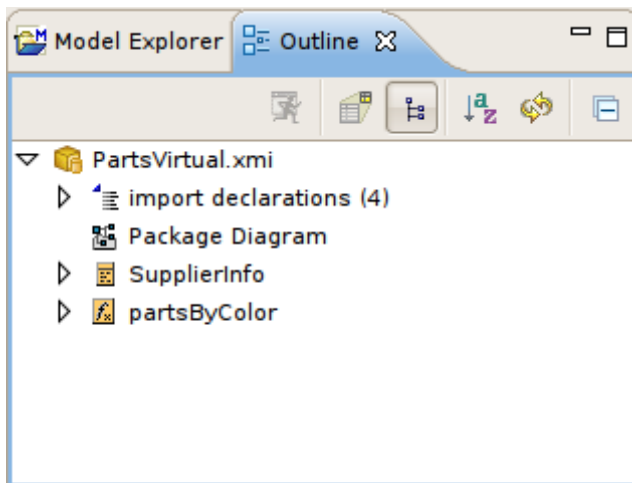 Model Explorer Outline
PartsVirtual.xmi
import declarations (4)
Package Diagram
SupplierInfo
partsByColor